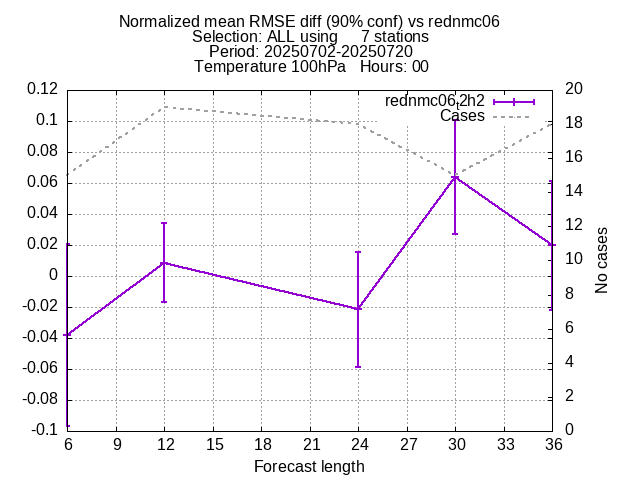 Normalized mean RMSE diff (90% conf) vs rednmc06
Selection: ALL using     7 stations
Period: 20250702-20250720
Temperature 100hPa   Hours: 00
rednmc06_t2h2
Cases
0.12
0.1
0.08
0.06
0.04
0.02
0
-0.02
-0.04
-0.06
-0.08
-0.1
20
18
16
14
12
10
8
6
4
2
0
No cases
6 9 12 15 18 21 24 27 30 33 36
Forecast length